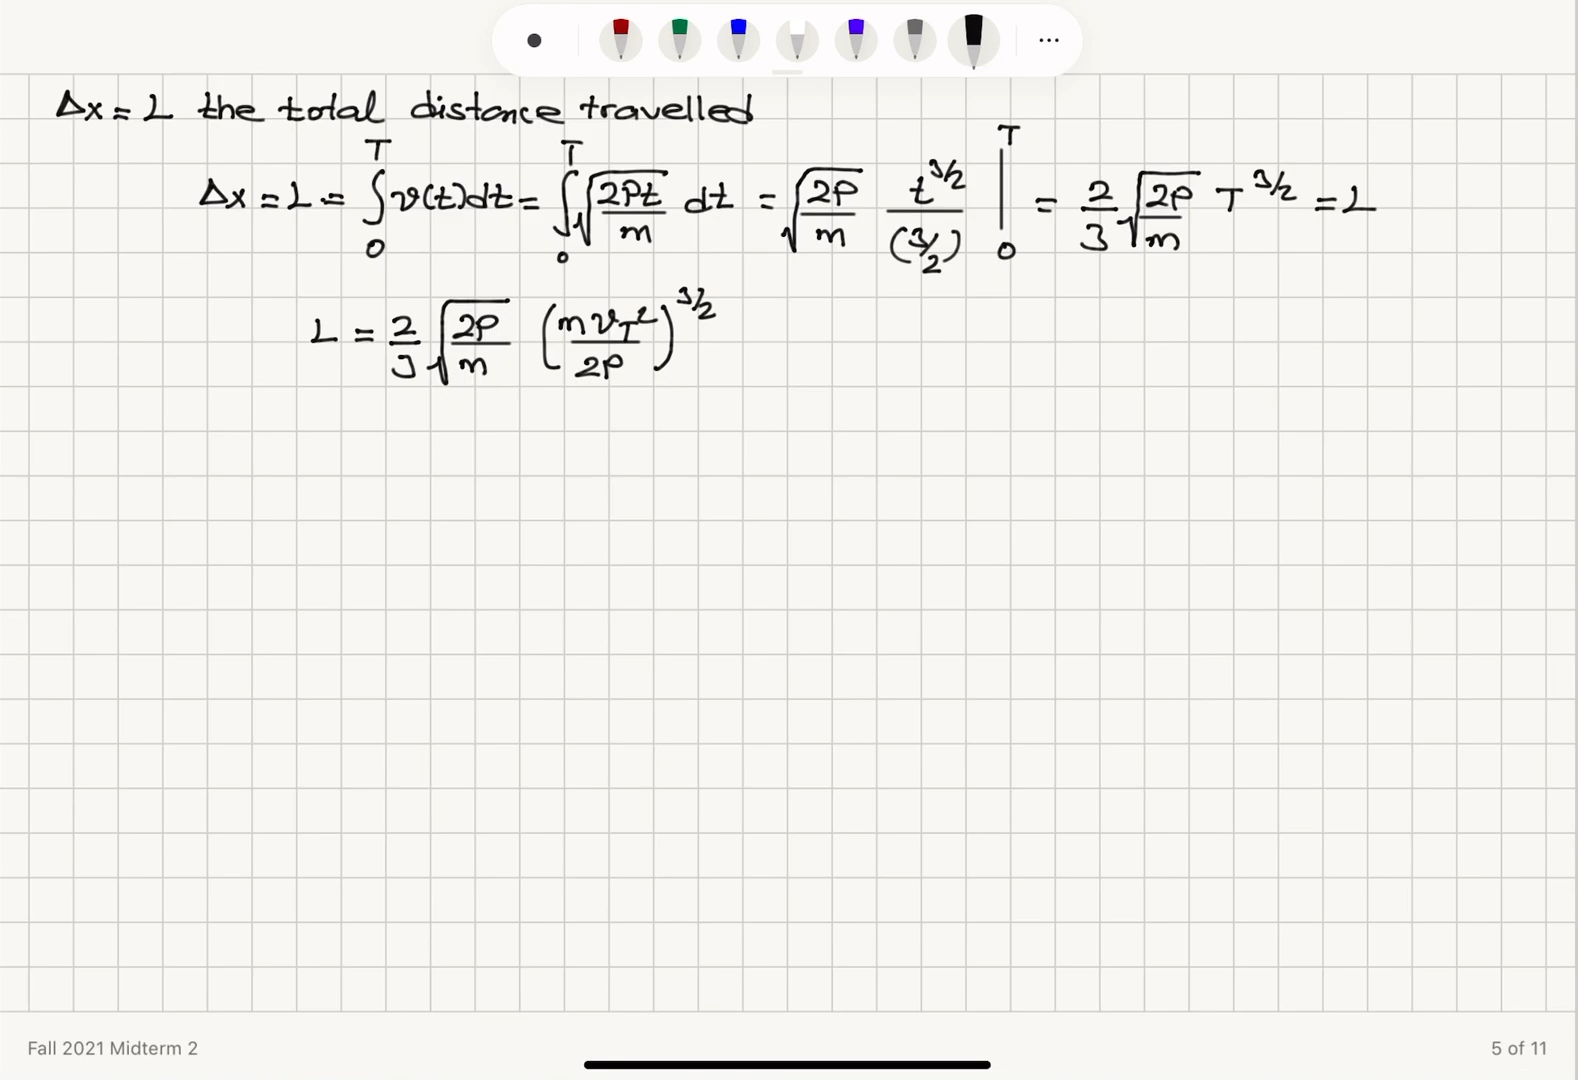 Δx = L the total distance travelled
Δx = L = ∫₀ᵀ v(t)dt = ∫₀ᵀ √(2Pt/m) dt = √(2P/m) t^(3/2)/(3/2) |₀ᵀ = 2/3 √(2P/m) T^(3/2) = L
L = 2/3 √(2P/m) (m v_T²/2P)^(3/2)
Fall 2021 Midterm 2
5 of 11